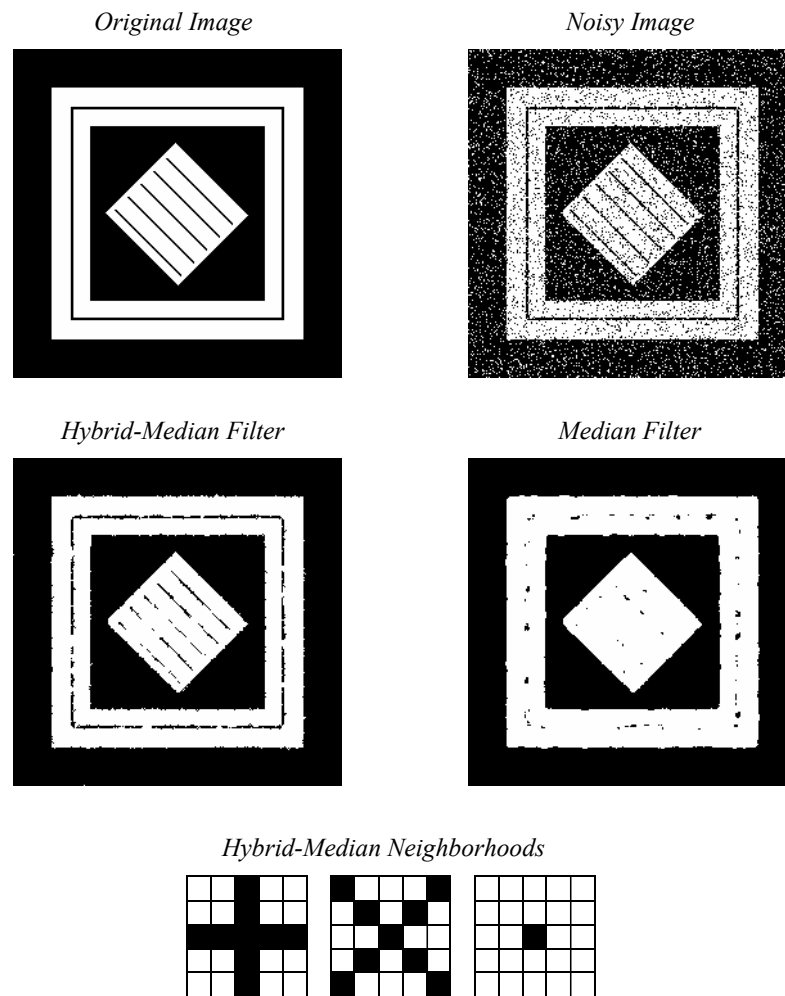 Original Image
Noisy Image
Hybrid-Median Filter
Median Filter
Hybrid-Median Neighborhoods